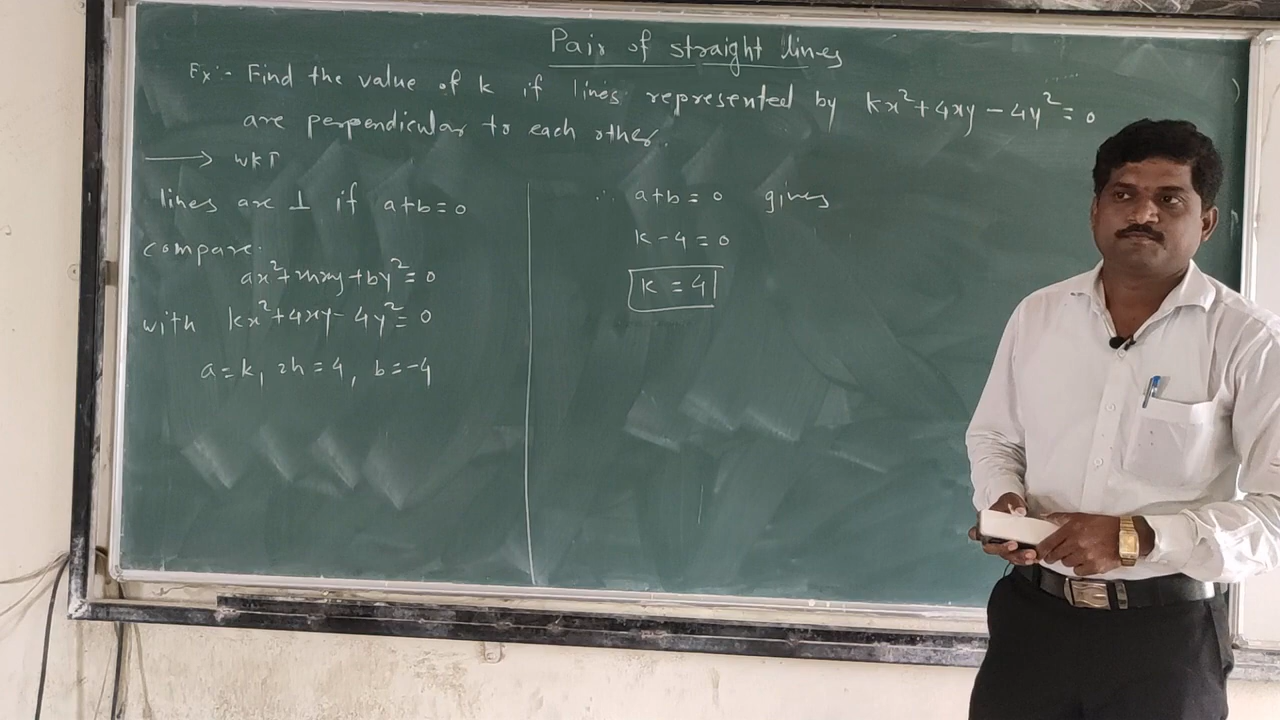 Pair of straight lines
Ex:- Find the value of k if lines represented by kx²+4xy-4y²=0
are perpendicular to each other.
→ WKT
lines are ⊥ if a+b=0
compare.
ax²+2hxy+by²=0
with kx²+4xy-4y²=0
a=k, 2h=4, b=-4
∴ a+b=0 gives
k-4=0
k=4